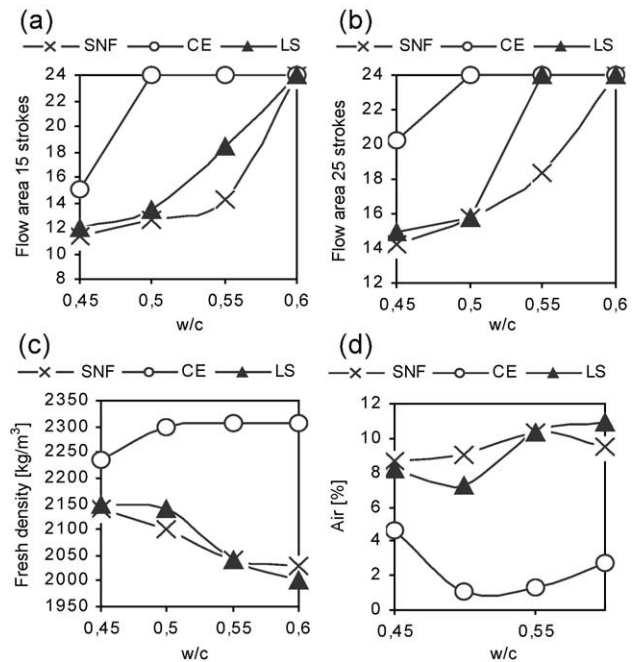 (a)
SNF CE LS
Flow area 15 strokes
24
22
20
18
16
14
12
10
8
0,45 0,5 0,55 0,6
w/c
(b)
SNF CE LS
Flow area 25 strokes
24
22
20
18
16
14
12
0,45 0,5 0,55 0,6
w/c
(c)
SNF CE LS
Fresh density [kg/m³]
2350
2300
2250
2200
2150
2100
2050
2000
1950
0,45 0,5 0,55 0,6
w/c
(d)
SNF CE LS
Air [%]
12
10
8
6
4
2
0
0,45 0,55
w/c